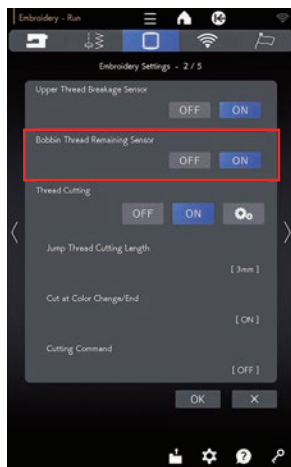 Embroidery - Run
Embroidery Settings - 2 / 5
Upper Thread Breakage Sensor
OFF ON
Bobbin Thread Remaining Sensor
OFF ON
Thread Cutting
OFF ON
Jump Thread Cutting Length
[ 3mm ]
Cut at Color Change/End
[ ON ]
Cutting Command
[ OFF ]
OK X